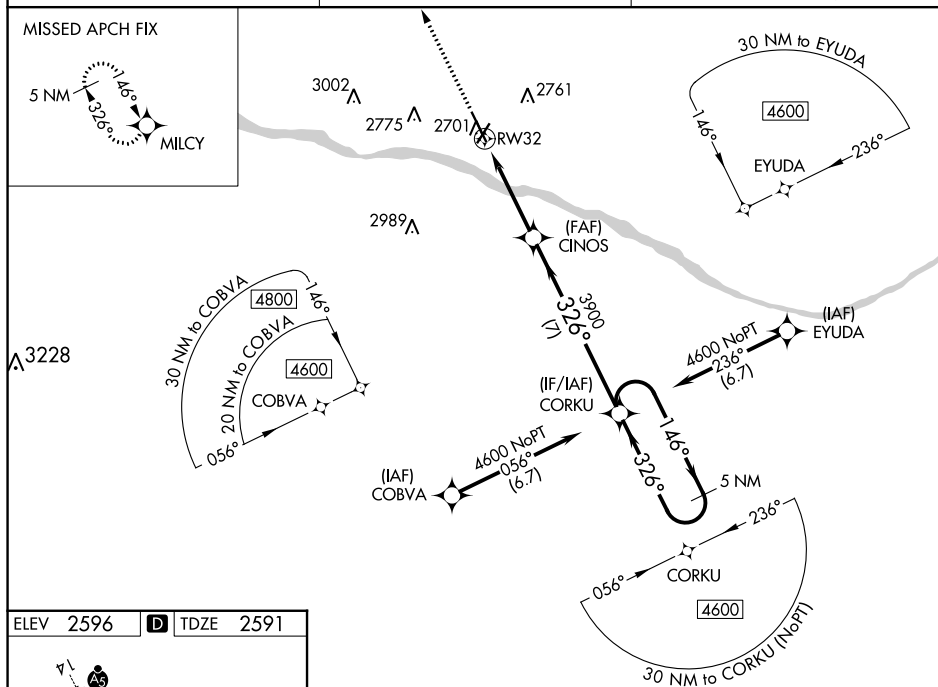 MISSED APCH FIX
5 NM
146°
326°
MILCY
3002
2775
2701
2761
RW32
30 NM to EYUDA
4600
146°
EYUDA
236°
2989
(FAF)
CINOS
30 NM to COBVA
4800
146°
20 NM to COBVA
4600
COBVA
056°
3228
3900
326°
(7)
(IAF)
EYUDA
4600 NoPT
236°
(6.7)
(IF/IAF)
CORKU
146°
326°
5 NM
4600 NoPT
056°
(6.7)
(IAF)
COBVA
236°
056°
CORKU
4600
30 NM to CORKU (NoPT)
ELEV 2596 D TDZE 2591
14
A5